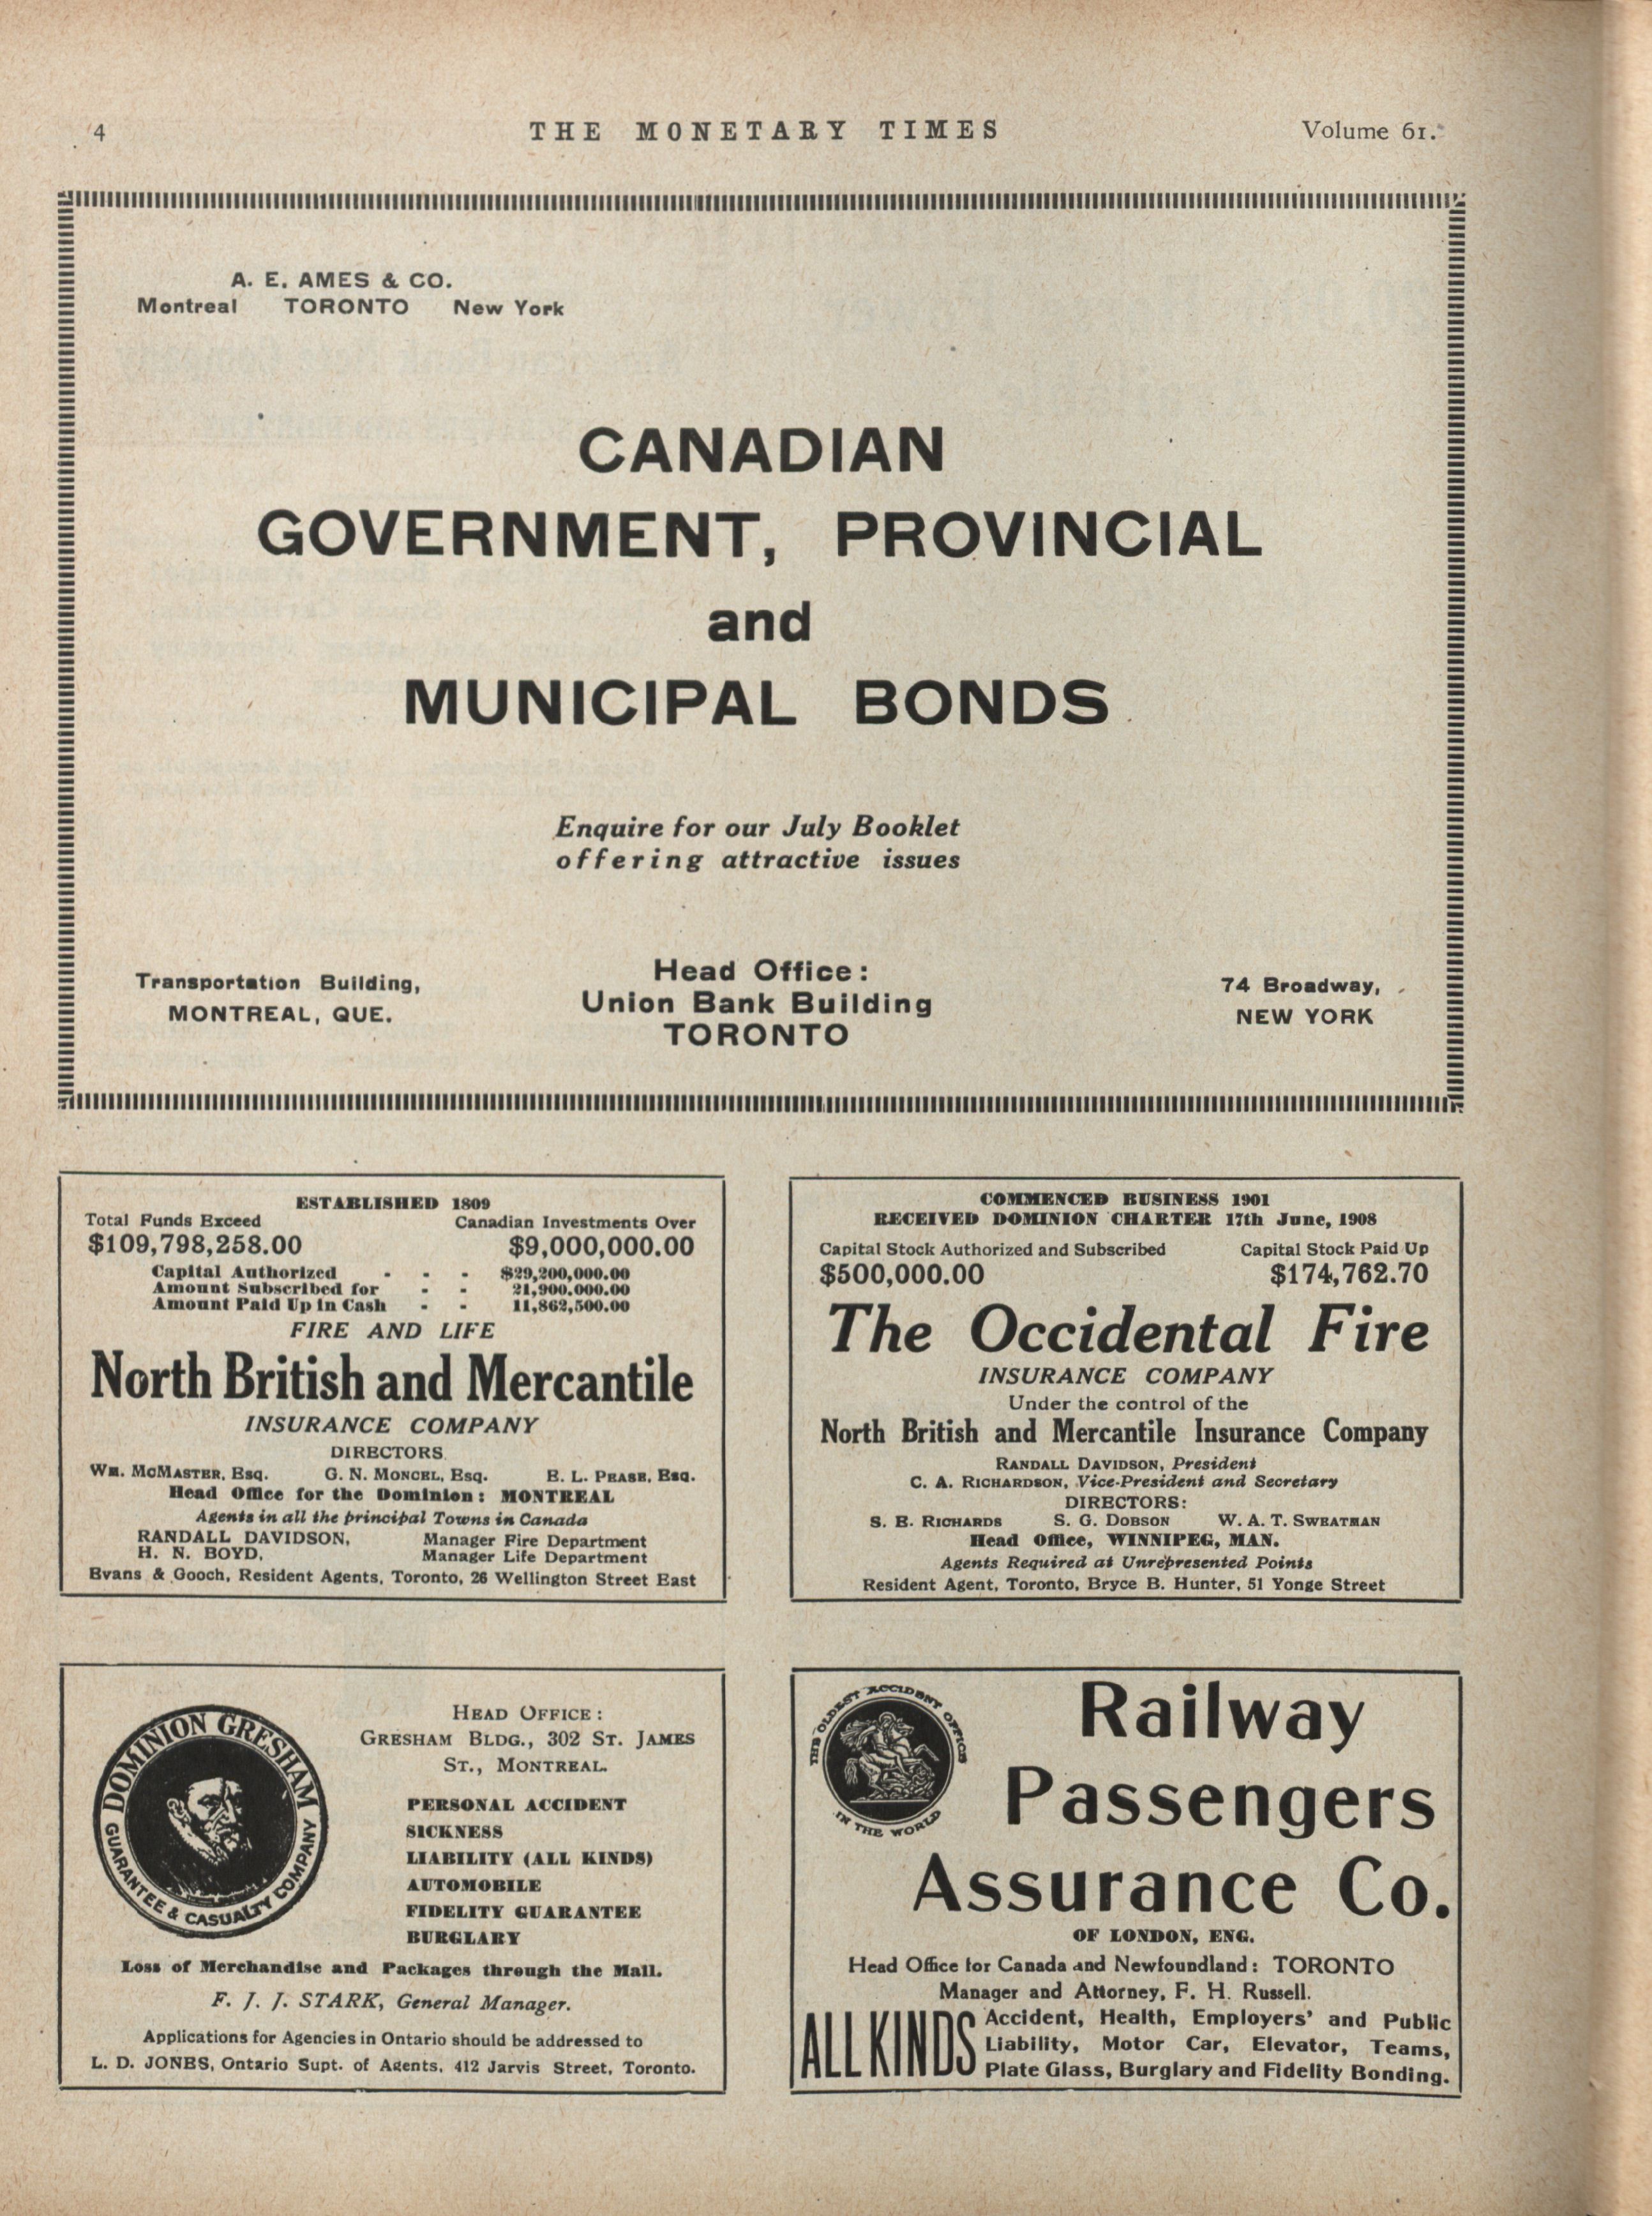 4
THE MONETARY TIMES
Volume 61.
A. E. AMES & CO.
Montreal TORONTO New York
CANADIAN
GOVERNMENT, PROVINCIAL
and
MUNICIPAL BONDS
Enquire for our July Booklet
offering attractive issues
Transportation Building,
MONTREAL, QUE.
Head Office:
Union Bank Building
TORONTO
74 Broadway,
NEW YORK
ESTABLISHED 1809
Total Funds Exceed Canadian Investments Over
$109,798,258.00 $9,000,000.00
Capital Authorized - - - $29,200,000.00
Amount Subscribed for - - 21,900,000.00
Amount Paid Up in Cash - - 11,862,500.00
FIRE AND LIFE
North British and Mercantile
INSURANCE COMPANY
DIRECTORS
WM. MCMASTER, Esq. G. N. MONCEL, Esq. B. L. PEASE, Esq.
Head Office for the Dominion: MONTREAL
Agents in all the principal Towns in Canada
RANDALL DAVIDSON, Manager Fire Department
H. N. BOYD, Manager Life Department
Evans & Gooch, Resident Agents, Toronto, 26 Wellington Street East
COMMENCED BUSINESS 1901
RECEIVED DOMINION CHARTER 17th June, 1908
Capital Stock Authorized and Subscribed Capital Stock Paid Up
$500,000.00 $174,762.70
The Occidental Fire
INSURANCE COMPANY
Under the control of the
North British and Mercantile Insurance Company
RANDALL DAVIDSON, President
C. A. RICHARDSON, Vice-President and Secretary
DIRECTORS:
S. E. RICHARDS S. G. DOBSON W. A. T. SWEATMAN
Head Office, WINNIPEG, MAN.
Agents Required at Unrepresented Points
Resident Agent, Toronto, Bryce B. Hunter, 51 Yonge Street
DOMINION GRESHAM
GUARANTEE & CASUALTY COMPANY
HEAD OFFICE:
GRESHAM BLDG., 302 ST. JAMES
ST., MONTREAL.
PERSONAL ACCIDENT
SICKNESS
LIABILITY (ALL KINDS)
AUTOMOBILE
FIDELITY GUARANTEE
BURGLARY
Loss of Merchandise and Packages through the Mail.
F. J. J. STARK, General Manager.
Applications for Agencies in Ontario should be addressed to
L. D. JONES, Ontario Supt. of Agents, 412 Jarvis Street, Toronto.
THE OLDEST ACCIDENT OFFICE
IN THE WORLD
Railway
Passengers
Assurance Co.
OF LONDON, ENG.
Head Office for Canada and Newfoundland: TORONTO
Manager and Attorney, F. H. Russell.
ALL KINDS
Accident, Health, Employers' and Public
Liability, Motor Car, Elevator, Teams,
Plate Glass, Burglary and Fidelity Bonding.